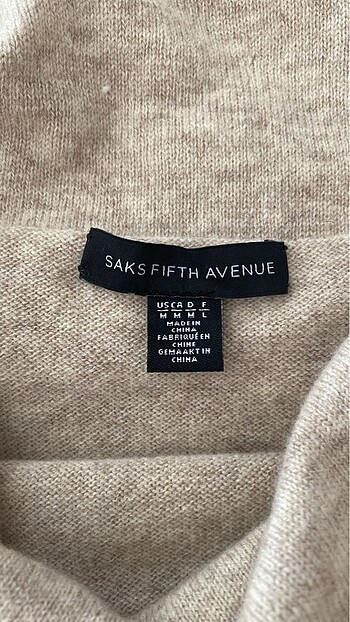 SAKS FIFTH AVENUE
US CA D F
M M M L
MADE IN
CHINA
FABRIQUÉ EN
CHINE
GEMAAKT IN
CHINA